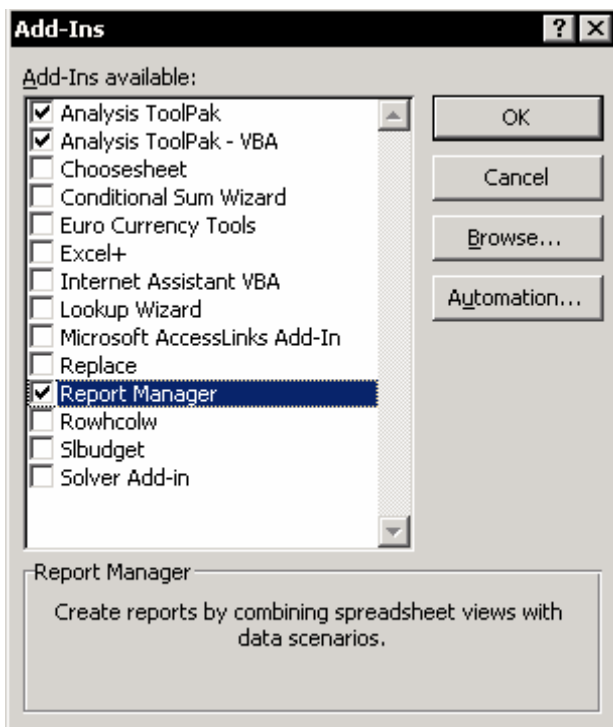 Add-Ins
Add-Ins available:
Analysis ToolPak
Analysis ToolPak - VBA
Choosesheet
Conditional Sum Wizard
Euro Currency Tools
Excel+
Internet Assistant VBA
Lookup Wizard
Microsoft AccessLinks Add-In
Replace
Report Manager
Rowhcolw
Slbudget
Solver Add-in
OK
Cancel
Browse...
Automation...
Report Manager
Create reports by combining spreadsheet views with
data scenarios.